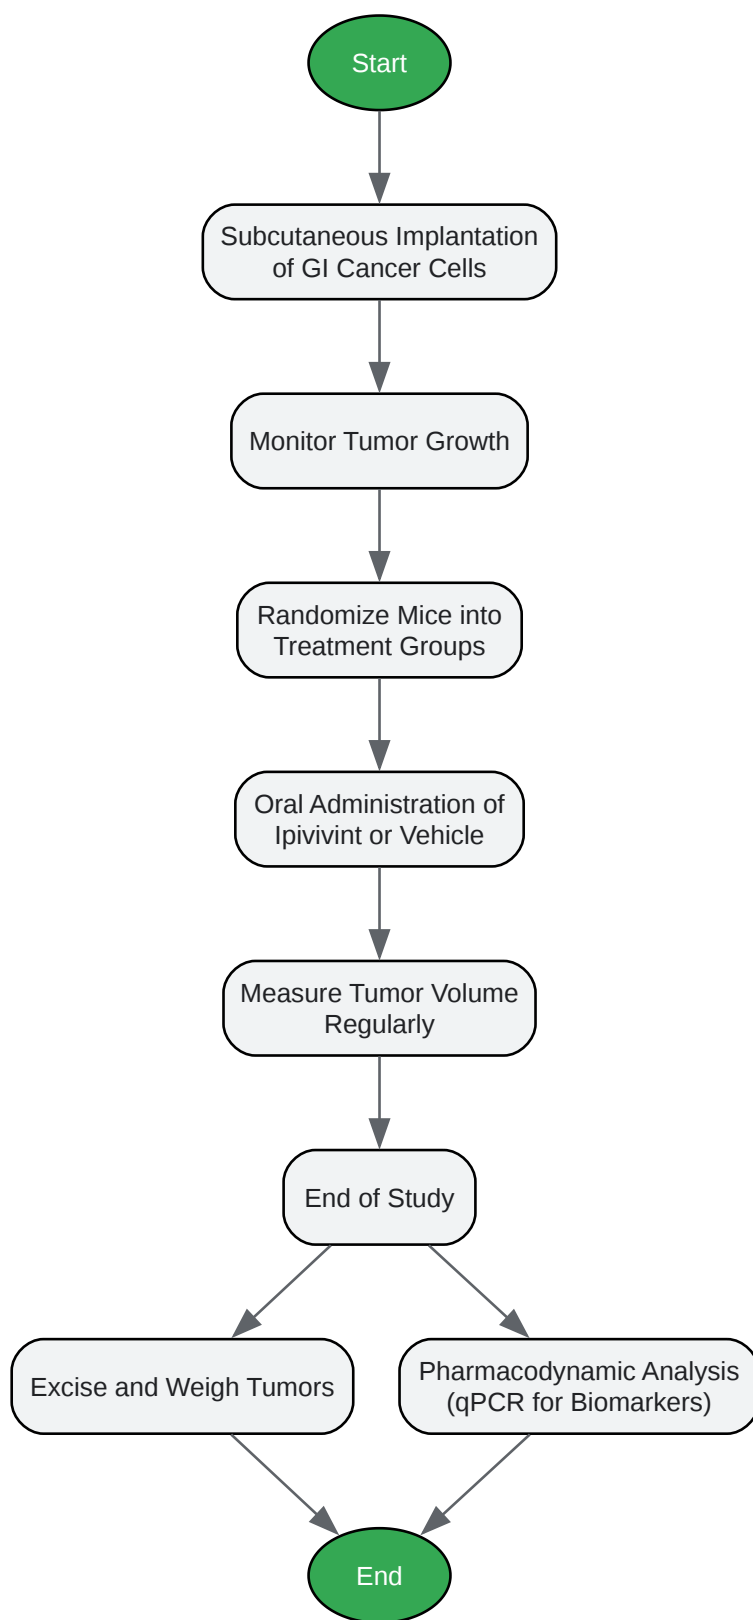 Start
Subcutaneous Implantation
of GI Cancer Cells
Monitor Tumor Growth
Randomize Mice into
Treatment Groups
Oral Administration of
Ipivivint or Vehicle
Measure Tumor Volume
Regularly
End of Study
Excise and Weigh Tumors
Pharmacodynamic Analysis
(qPCR for Biomarkers)
End